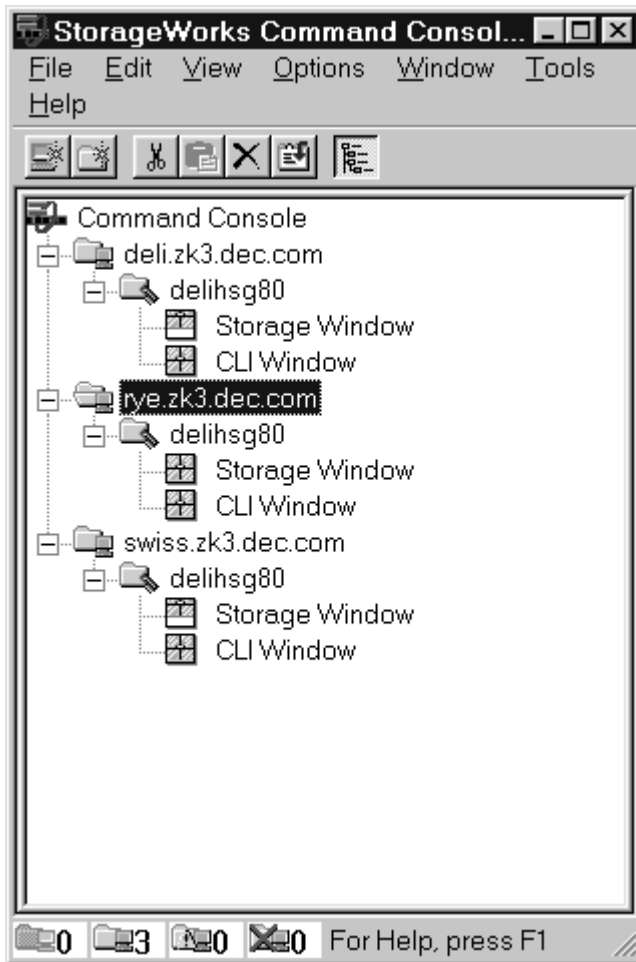 StorageWorks Command Consol...
File Edit View Options Window Tools
Help
Command Console
deli.zk3.dec.com
delihsg80
Storage Window
CLI Window
rye.zk3.dec.com
delihsg80
Storage Window
CLI Window
swiss.zk3.dec.com
delihsg80
Storage Window
CLI Window
0 3 0 0 For Help, press F1